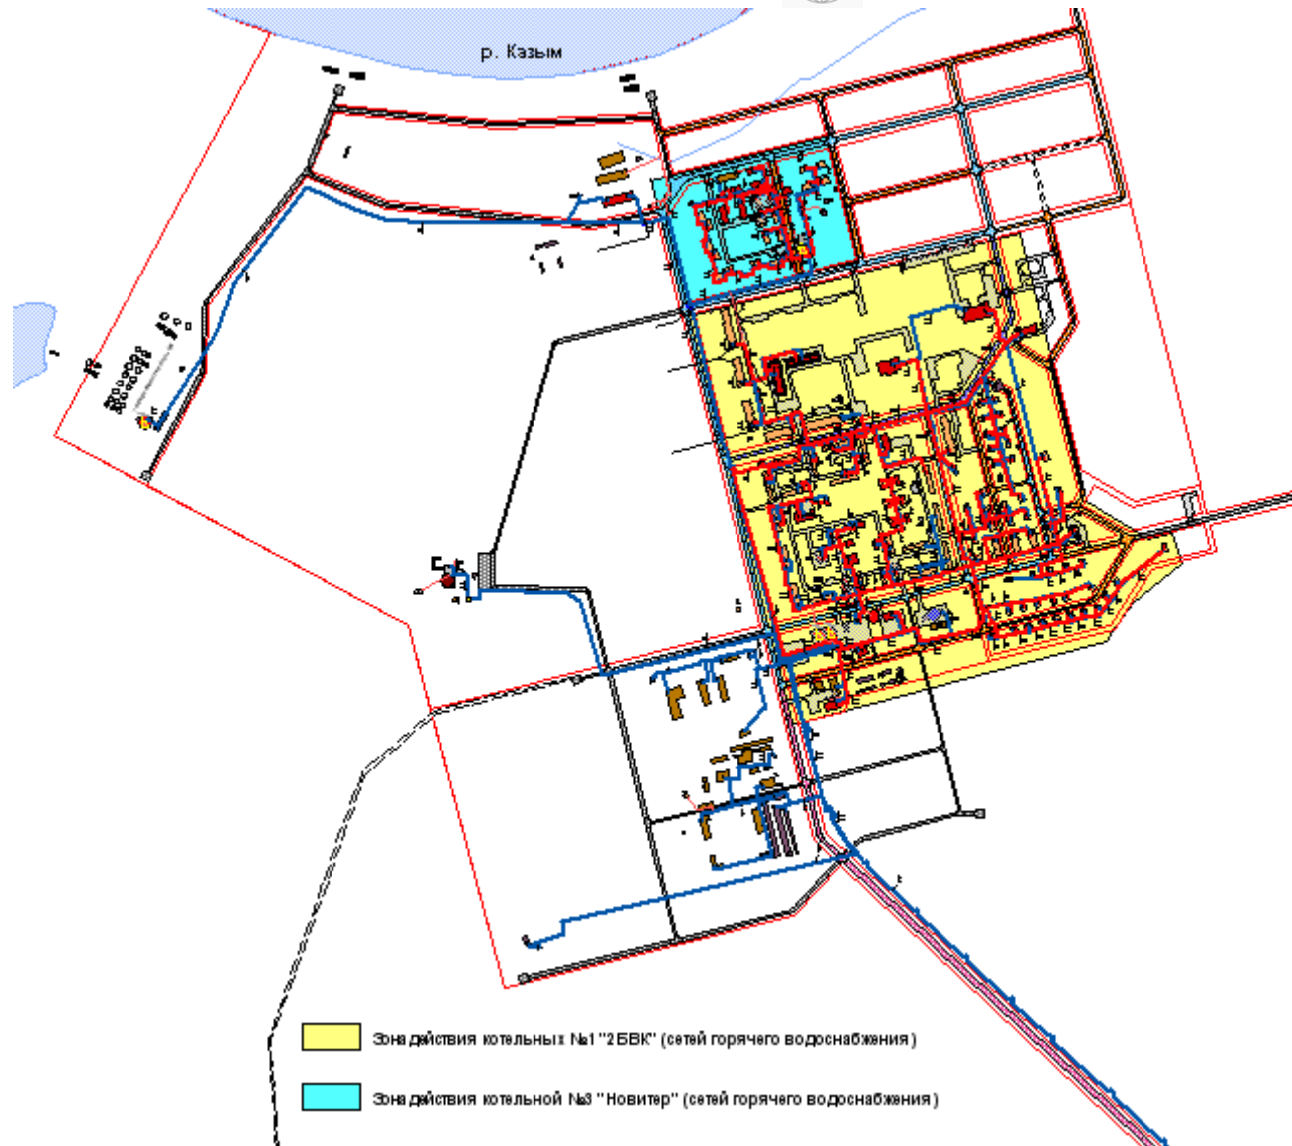 р. Казым
Зона действия котельных №1 "2БВК" (сетей горячего водоснабжения)
Зона действия котельной №3 "Новитер" (сетей горячего водоснабжения)